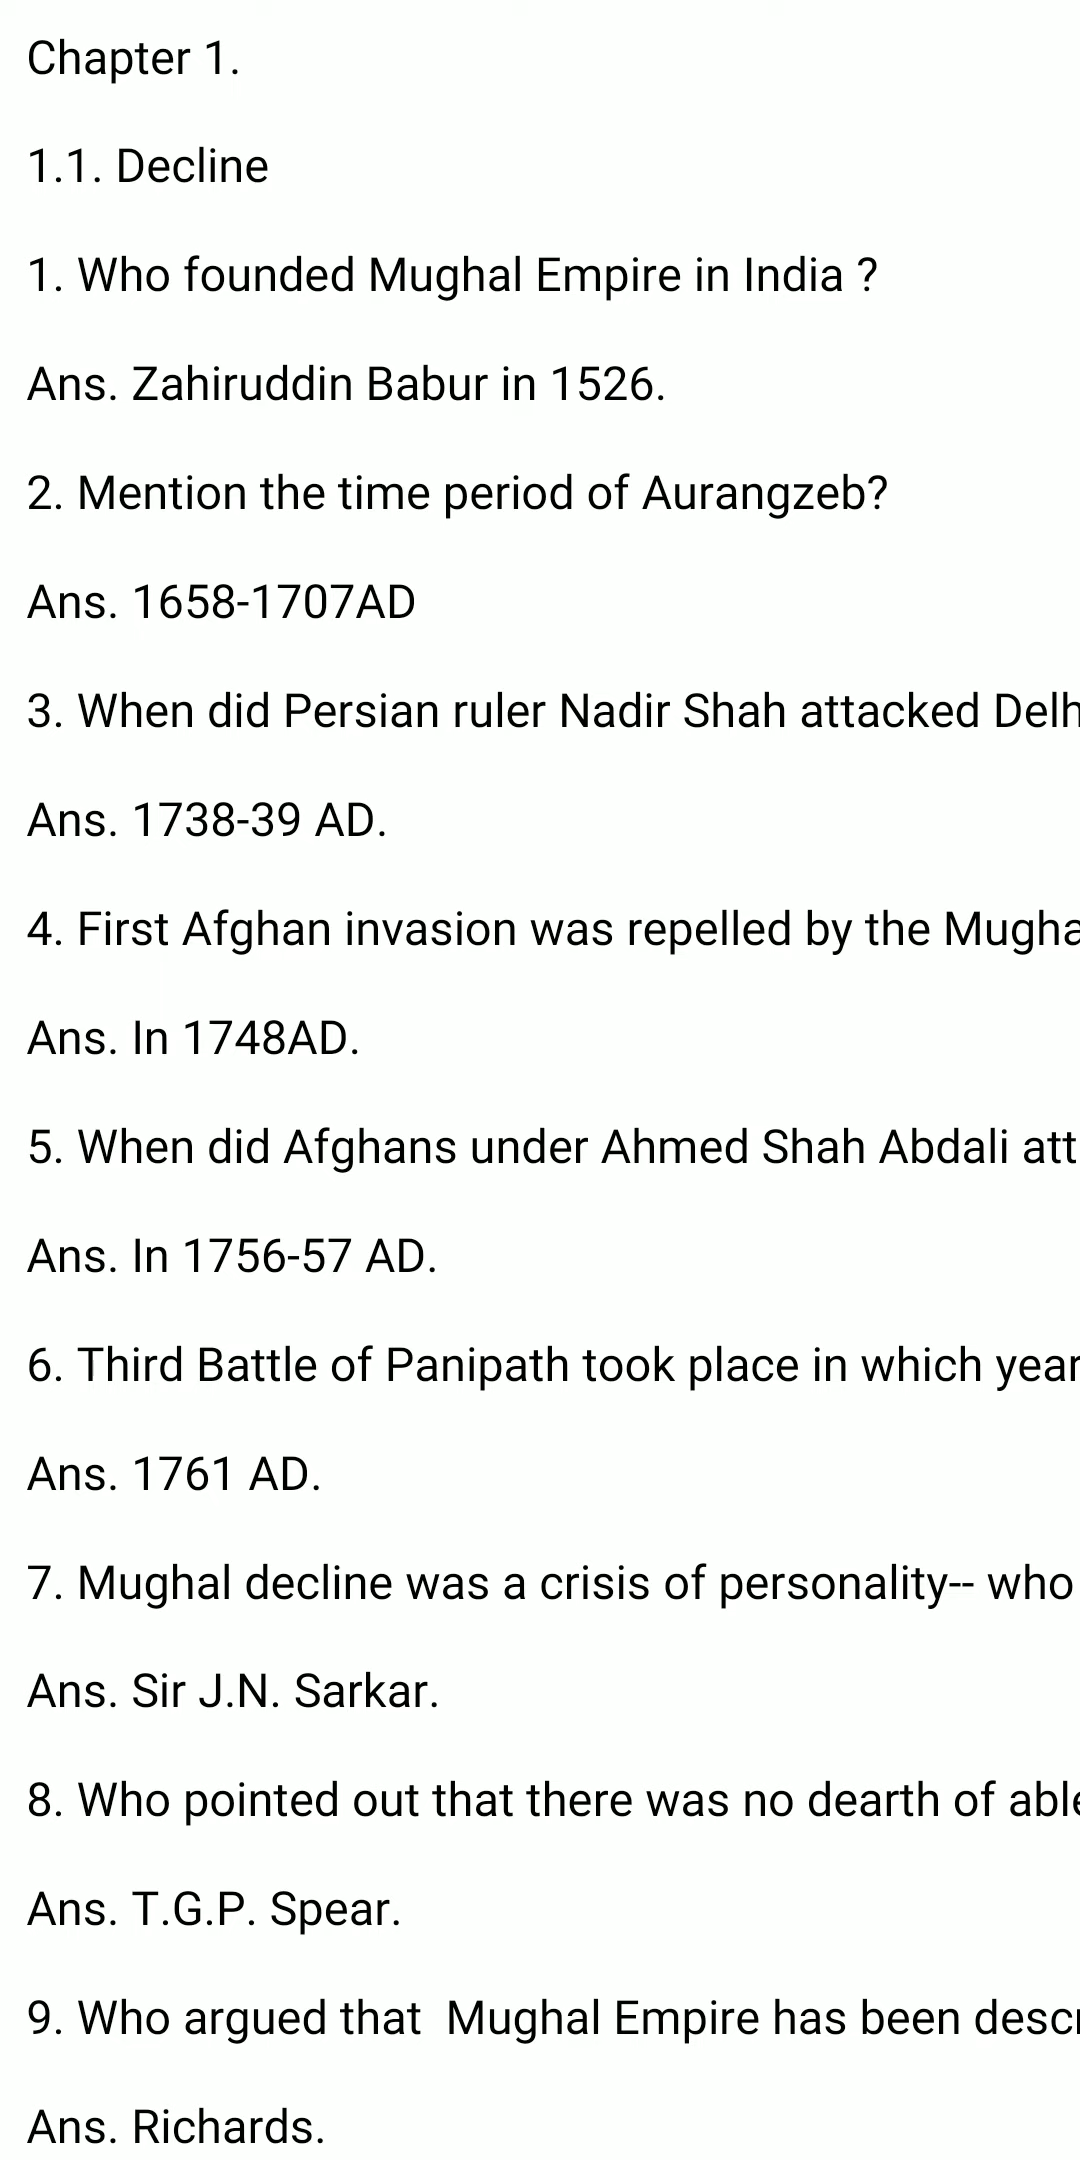 Chapter 1.
1.1. Decline
1. Who founded Mughal Empire in India ?
Ans. Zahiruddin Babur in 1526.
2. Mention the time period of Aurangzeb?
Ans. 1658-1707AD
3. When did Persian ruler Nadir Shah attacked
Ans. 1738-39 AD.
4. First Afghan invasion was repelled by the
Ans. In 1748AD.
5. When did Afghans under Ahmed Shah Abdali
Ans. In 1756-57 AD.
6. Third Battle of Panipath took place in which year
Ans. 1761 AD.
7. Mughal decline was a crisis of personality-- who
Ans. Sir J.N. Sarkar.
8. Who pointed out that there was no dearth of
Ans. T.G.P. Spear.
9. Who argued that  Mughal Empire has been
Ans. Richards.